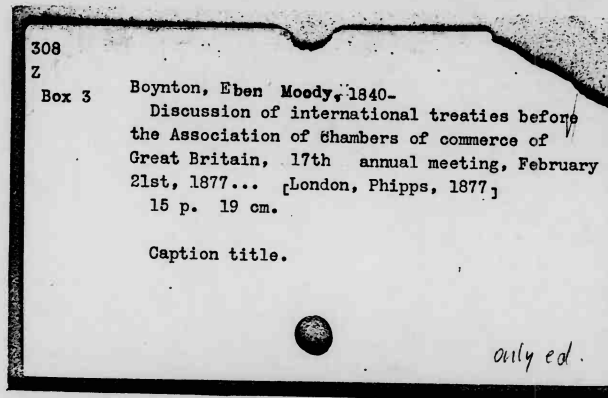 308
Z
Box 3
Boynton, Eben Moody, 1840-
Discussion of international treaties before
the Association of Chambers of commerce of
Great Britain, 17th annual meeting, February
21st, 1877... [London, Phipps, 1877]
15 p. 19 cm.
Caption title.
only ed.